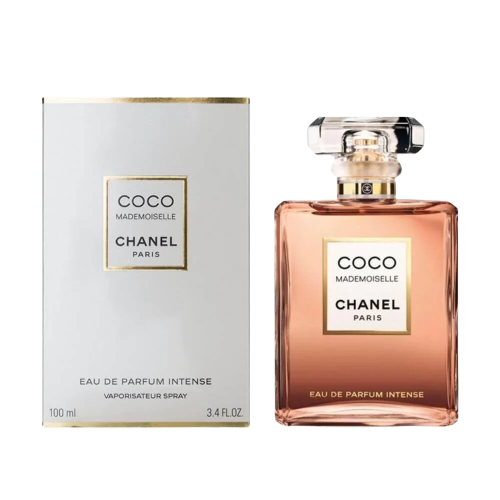 COCO
MADEMOISELLE
CHANEL
PARIS
EAU DE PARFUM INTENSE
VAPORISATEUR SPRAY
100 ml 3.4 FL.OZ.
COCO
MADEMOISELLE
CHANEL
PARIS
EAU DE PARFUM INTENSE